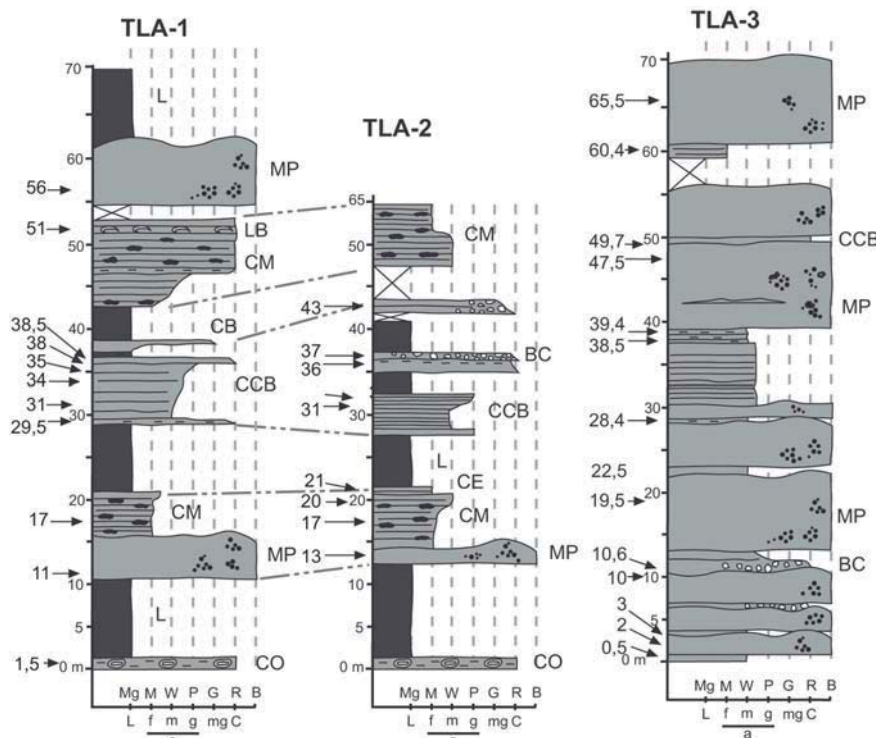 TLA-1
70
L
60
MP
56
51
LB
50
CM
40
38,5
38
CB
35
34
CCB
31
30
29,5
20
17
CM
MP
11
10
L
5
1,5
0 m
CO
Mg M W P G R B
L f m g mg C
a
TLA-2
65
CM
50
43
40
37
BC
36
31
30
CCB
L
21
CE
20
20
CM
17
13
MP
10
5
0 m
CO
Mg M W P G R B
L f m g mg C
a
TLA-3
70
65,5
MP
60,4
60
50
49,7
CCB
47,5
MP
40
39,4
38,5
30
28,4
22,5
20
19,5
MP
10,6
BC
10
10
5
3
2
0,5
0 m
Mg M W P G R B
L f m g mg C
a